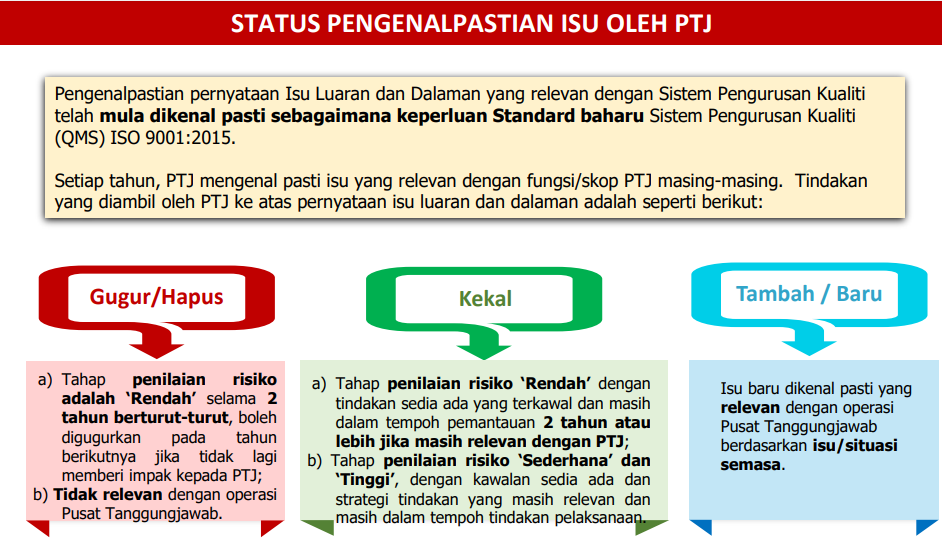 STATUS PENGENALPASTIAN ISU OLEH PTJ
Pengenalpastian pernyataan Isu Luaran dan Dalaman yang relevan dengan Sistem Pengurusan Kualiti
telah mula dikenal pasti sebagaimana keperluan Standard baharu Sistem Pengurusan Kualiti
(QMS) ISO 9001:2015.
Setiap tahun, PTJ mengenal pasti isu yang relevan dengan fungsi/skop PTJ masing-masing. Tindakan
yang diambil oleh PTJ ke atas pernyataan isu luaran dan dalaman adalah seperti berikut:
Gugur/Hapus
a) Tahap penilaian risiko
adalah ‘Rendah’ selama 2
tahun berturut-turut, boleh
digugurkan pada tahun
berikutnya jika tidak lagi
memberi impak kepada PTJ;
b) Tidak relevan dengan operasi
Pusat Tanggungjawab.
Kekal
a) Tahap penilaian risiko ‘Rendah’ dengan
tindakan sedia ada yang terkawal dan masih
dalam tempoh pemantauan 2 tahun atau
lebih jika masih relevan dengan PTJ;
b) Tahap penilaian risiko ‘Sederhana’ dan
‘Tinggi’, dengan kawalan sedia ada dan
strategi tindakan yang masih relevan dan
masih dalam tempoh tindakan pelaksanaan.
Tambah / Baru
Isu baru dikenal pasti yang
relevan dengan operasi
Pusat Tanggungjawab
berdasarkan isu/situasi
semasa.